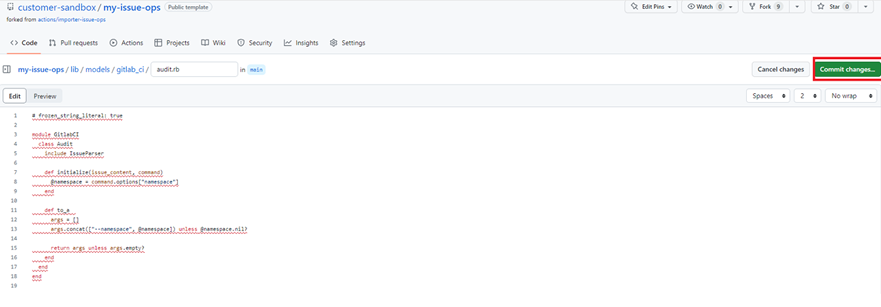 customer-sandbox / my-issue-ops Public template
Edit Pins Watch 0 Fork 9 Star 0
forked from actions/importer-issue-ops
Code Pull requests Actions Projects Wiki Security Insights Settings
my-issue-ops / lib / models / gitlab_ci / audit.rb in main Cancel changes Commit changes...
Edit Preview Spaces 2 No wrap
1 # frozen_string_literal: true
2
3 module GitlabCI
4 class Audit
5 include IssueParser
6
7 def initialize(issue_content, command)
8 @namespace = command.options["namespace"]
9 end
10
11 def to_a
12 args = []
13 args.concat(["--namespace", @namespace]) unless @namespace.nil?
14
15 return args unless args.empty?
16 end
17 end
18 end
19